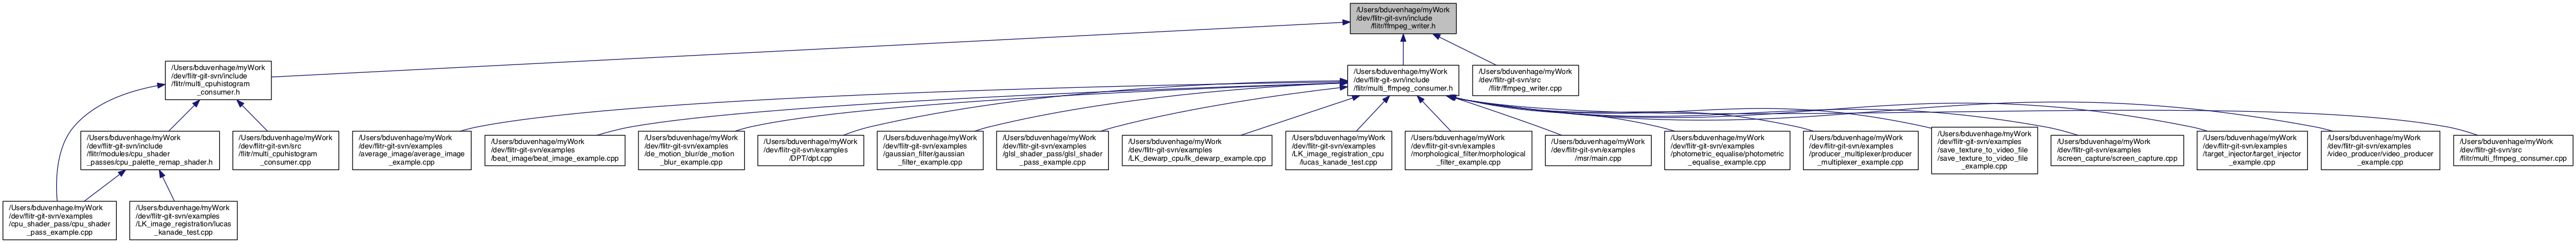 /Users/bduvenhage/myWork
/dev/flitr-git-svn/include
/flitr/ffmpeg_writer.h
/Users/bduvenhage/myWork
/dev/flitr-git-svn/include
/flitr/multi_cpuhistogram
_consumer.h
/Users/bduvenhage/myWork
/dev/flitr-git-svn/include
/flitr/multi_ffmpeg_consumer.h
/Users/bduvenhage/myWork
/dev/flitr-git-svn/src
/flitr/ffmpeg_writer.cpp
/Users/bduvenhage/myWork
/dev/flitr-git-svn/include
/flitr/modules/cpu_shader
_passes/cpu_palette_remap_shader.h
/Users/bduvenhage/myWork
/dev/flitr-git-svn/src
/flitr/multi_cpuhistogram
_consumer.cpp
/Users/bduvenhage/myWork
/dev/flitr-git-svn/examples
/average_image/average_image
_example.cpp
/Users/bduvenhage/myWork
/dev/flitr-git-svn/examples
/beat_image/beat_image_example.cpp
/Users/bduvenhage/myWork
/dev/flitr-git-svn/examples
/de_motion_blur/de_motion
_blur_example.cpp
/Users/bduvenhage/myWork
/dev/flitr-git-svn/examples
/DPT/dpt.cpp
/Users/bduvenhage/myWork
/dev/flitr-git-svn/examples
/gaussian_filter/gaussian
_filter_example.cpp
/Users/bduvenhage/myWork
/dev/flitr-git-svn/examples
/glsl_shader_pass/glsl_shader
_pass_example.cpp
/Users/bduvenhage/myWork
/dev/flitr-git-svn/examples
/LK_dewarp_cpu/lk_dewarp_example.cpp
/Users/bduvenhage/myWork
/dev/flitr-git-svn/examples
/LK_image_registration_cpu
/lucas_kanade_test.cpp
/Users/bduvenhage/myWork
/dev/flitr-git-svn/examples
/morphological_filter/morphological
_filter_example.cpp
/Users/bduvenhage/myWork
/dev/flitr-git-svn/examples
/msr/main.cpp
/Users/bduvenhage/myWork
/dev/flitr-git-svn/examples
/photometric_equalise/photometric
_equalise_example.cpp
/Users/bduvenhage/myWork
/dev/flitr-git-svn/examples
/producer_multiplexer/producer
_multiplexer_example.cpp
/Users/bduvenhage/myWork
/dev/flitr-git-svn/examples
/save_texture_to_video_file
/save_texture_to_video_file
_example.cpp
/Users/bduvenhage/myWork
/dev/flitr-git-svn/examples
/screen_capture/screen_capture.cpp
/Users/bduvenhage/myWork
/dev/flitr-git-svn/examples
/target_injector/target_injector
_example.cpp
/Users/bduvenhage/myWork
/dev/flitr-git-svn/examples
/video_producer/video_producer
_example.cpp
/Users/bduvenhage/myWork
/dev/flitr-git-svn/src
/flitr/multi_ffmpeg_consumer.cpp
/Users/bduvenhage/myWork
/dev/flitr-git-svn/examples
/cpu_shader_pass/cpu_shader
_pass_example.cpp
/Users/bduvenhage/myWork
/dev/flitr-git-svn/examples
/LK_image_registration/lucas
_kanade_test.cpp